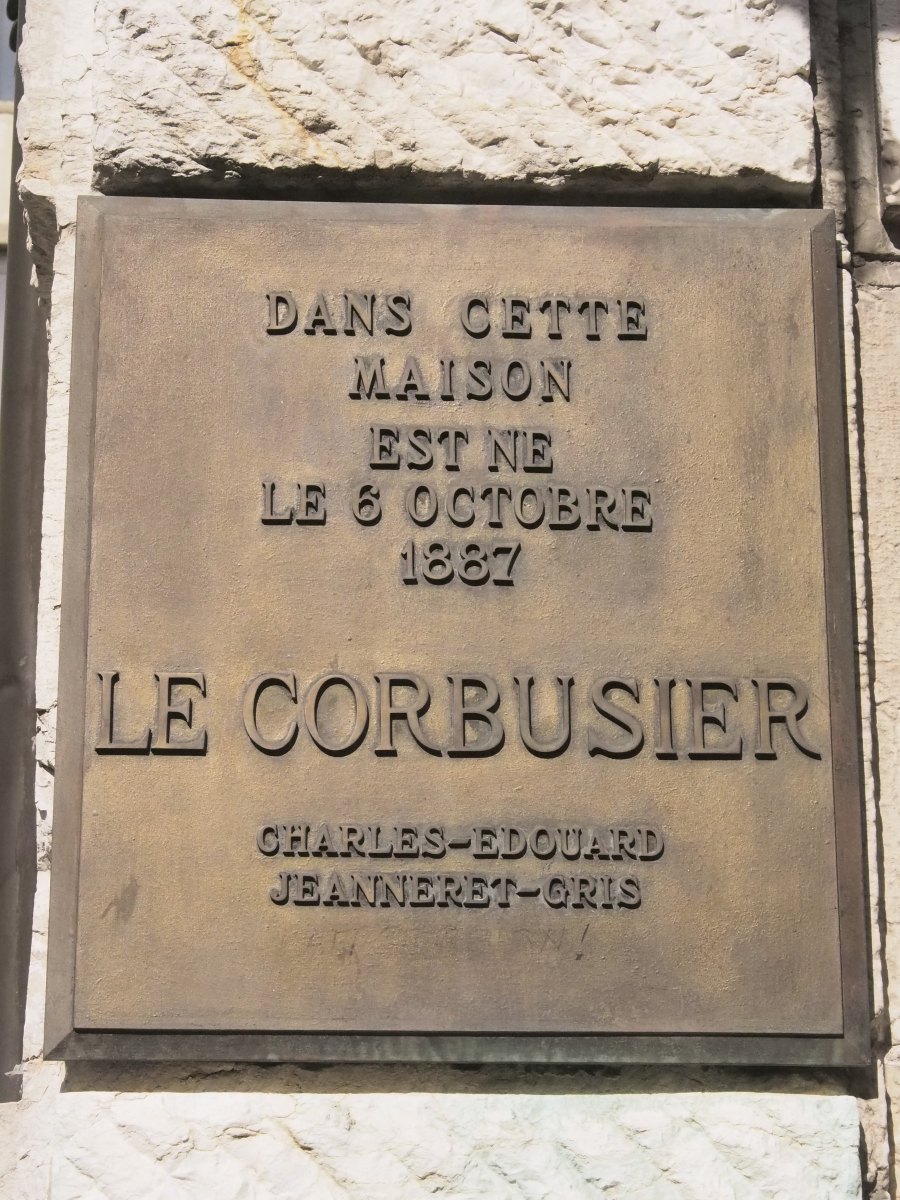 DANS CETTE
MAISON
EST NE
LE 6 OCTOBRE
1887
LE CORBUSIER
CHARLES-EDOUARD
JEANNERET-GRIS